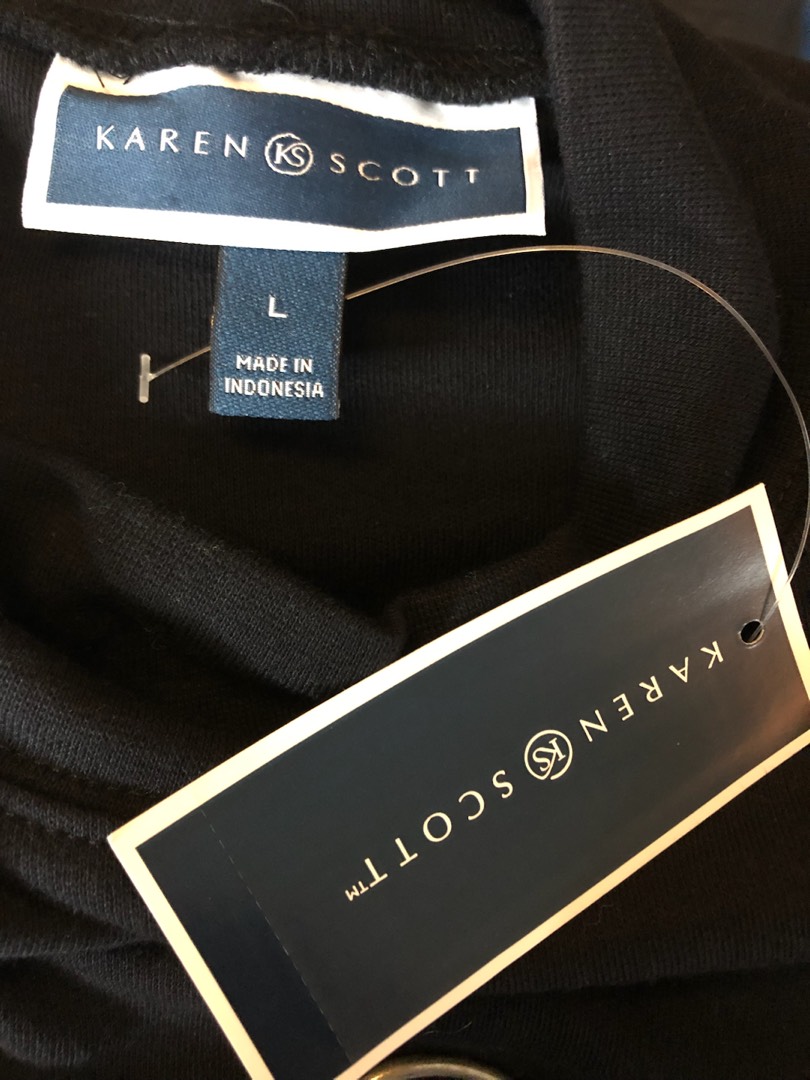 KAREN KS SCOTT
L
MADE IN
INDONESIA
KAREN KS SCOTT™